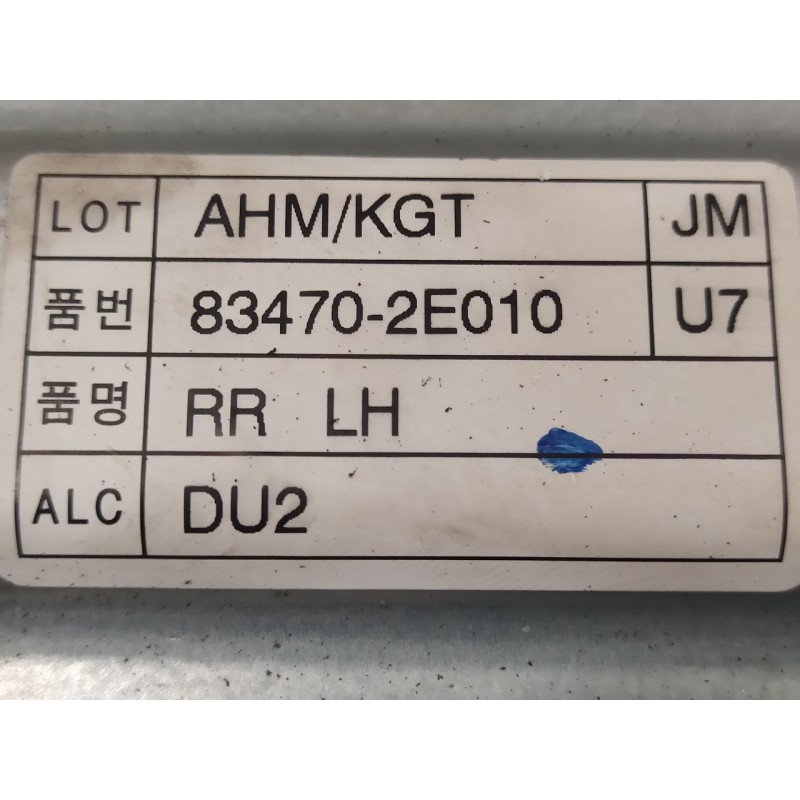 LOT AHM/KGT JM
품번 83470-2E010 U7
품명 RR LH
ALC DU2